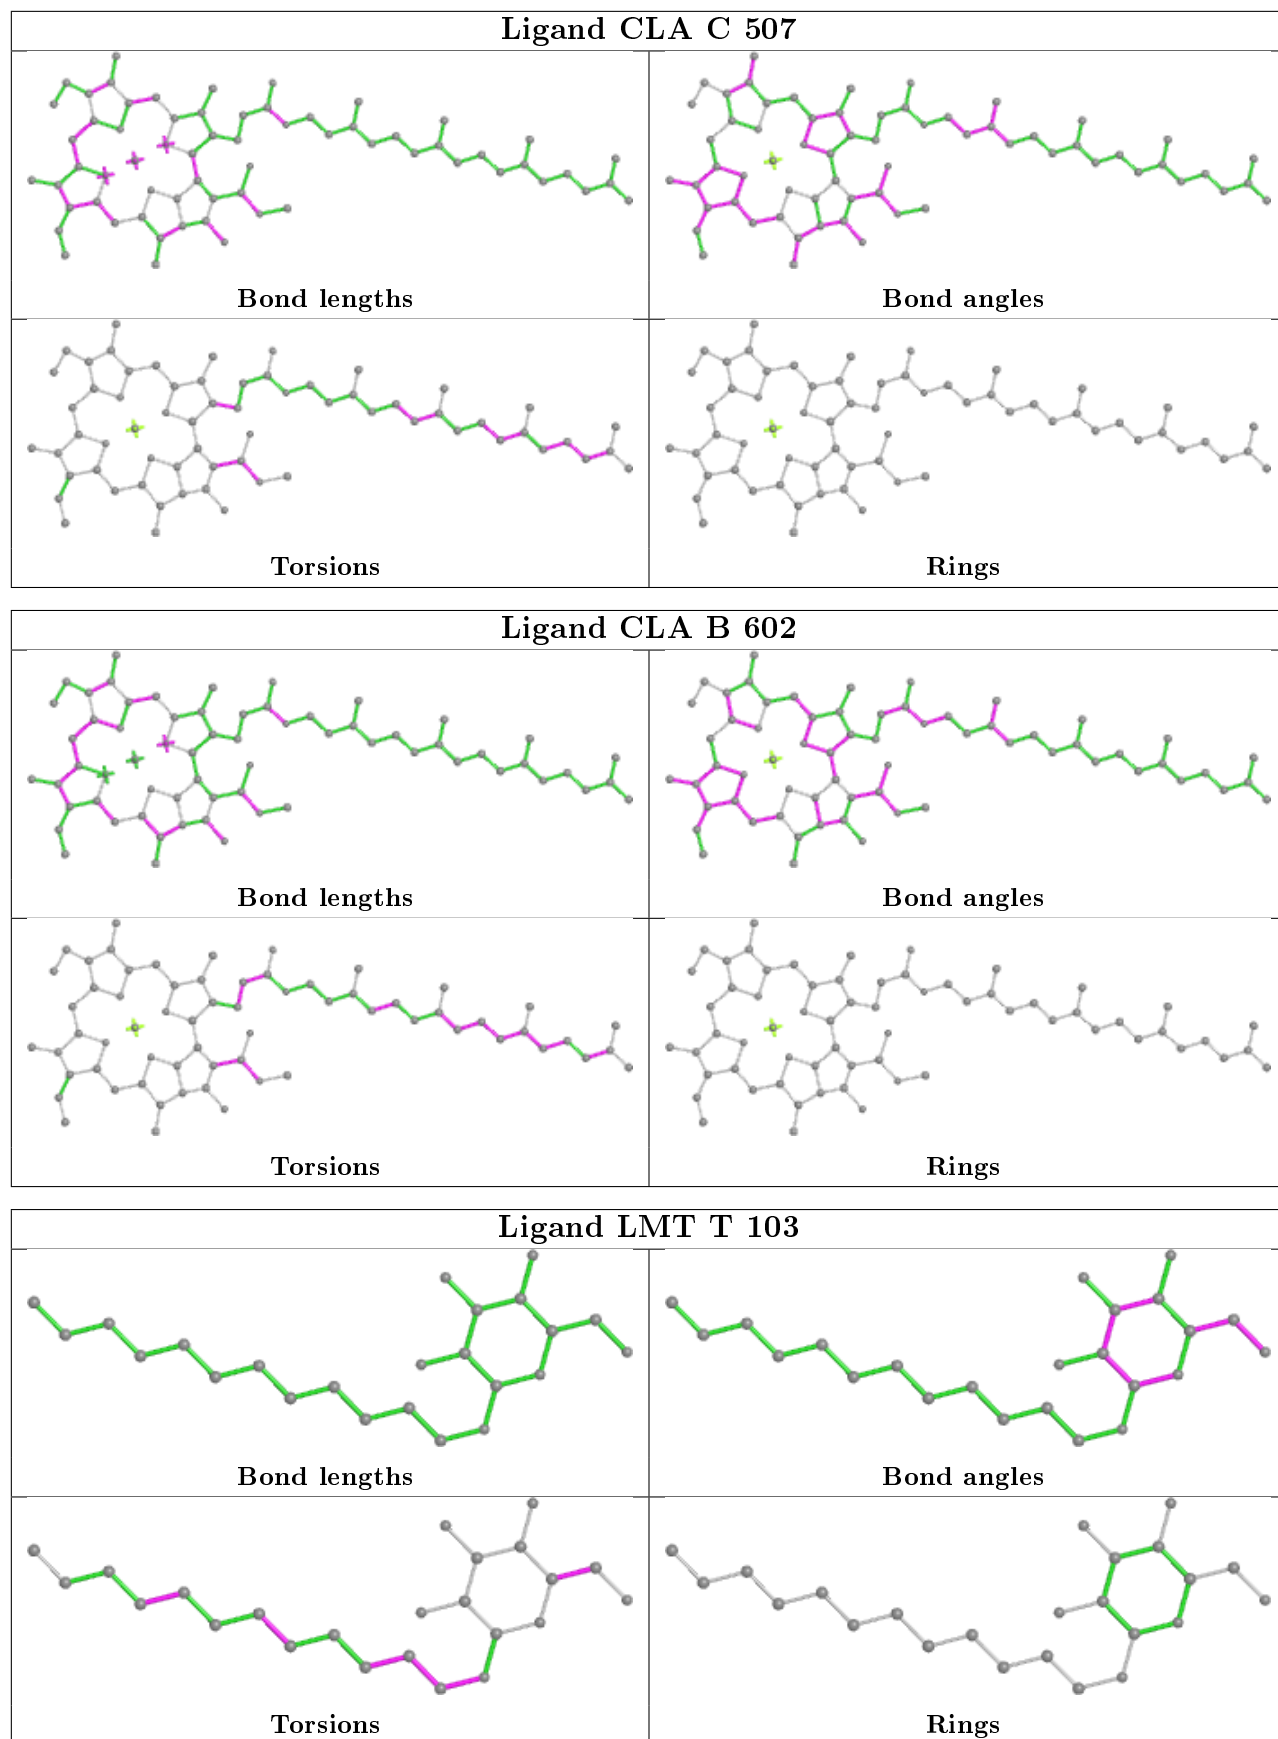 Ligand CLA C 507
Bond lengths
Bond angles
Torsions
Rings
Ligand CLA B 602
Bond lengths
Bond angles
Torsions
Rings
Ligand LMT T 103
Bond lengths
Bond angles
Torsions
Rings